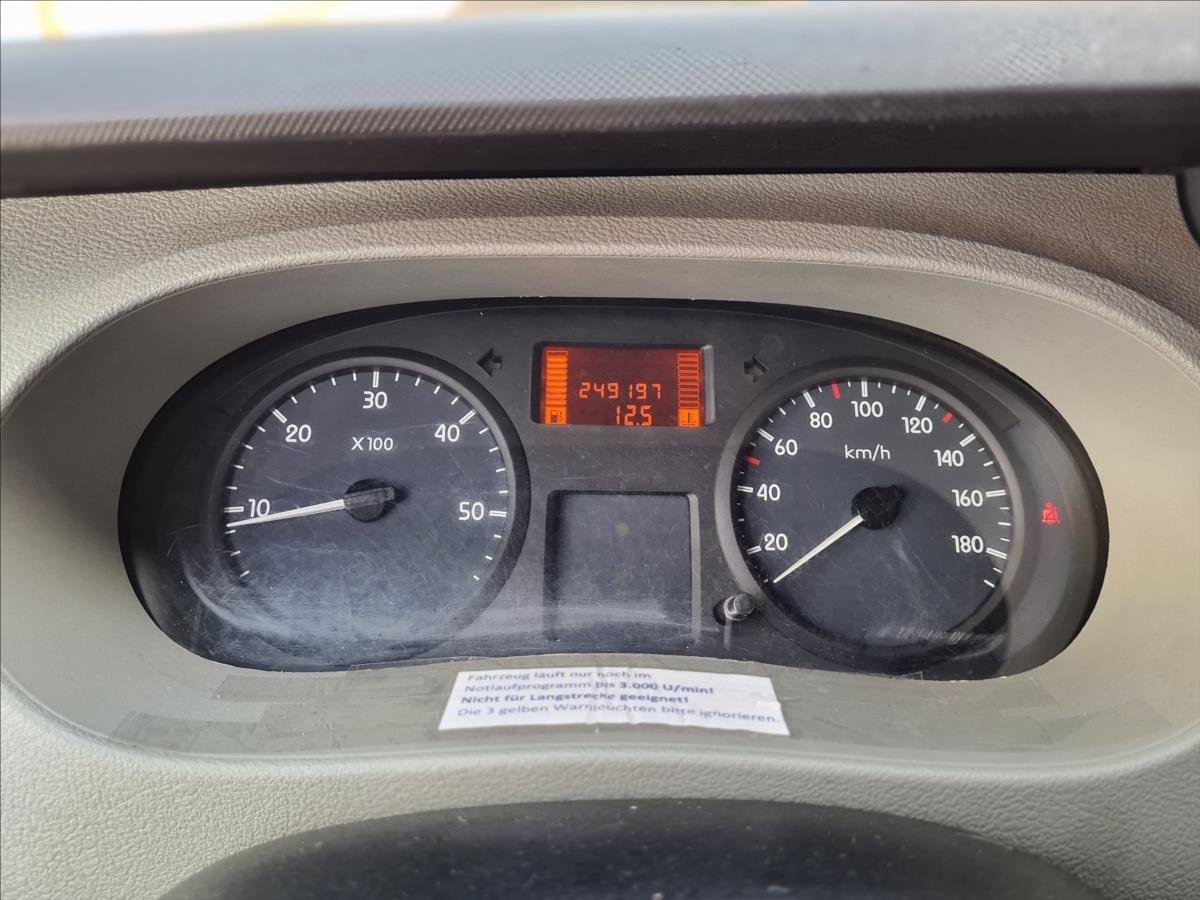 249197
12.5
10
20
30
40
50
X100
20
40
60
80
100
120
140
160
180
km/h
Fahrzeug läuft nur noch im
Notlaufprogramm bis 3.000 U/min!
Nicht für Langstrecke geeignet!
Die 3 gelben Warnleuchten bitte ignorieren.